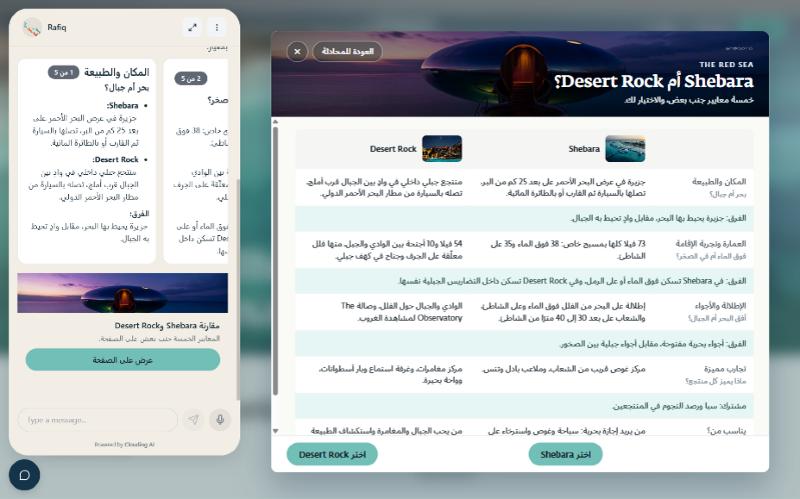 Rafiq
المكان والطبيعة
1 من 5
بحر أم جبال؟
Shebara:
جزيرة في عرض البحر الأحمر على
بعد 25 كم من البر، تصلها بالسيارة
ثم القارب أو بالطائرة المائية.
Desert Rock:
منتجع جبلي داخلي في وادٍ بين
الجبال قرب أملج، تصله بالسيارة من
مطار البحر الأحمر الدولي.
الفرق:
جزيرة يحيط بها البحر، مقابل وادٍ تحيط
به الجبال.
2 من 5
مقارنة Shebara وDesert Rock
المعايير الخمسة جنب بعض على الصفحة.
عرض على الصفحة
Type a message...
Powered by Clouding AI
العودة للمحادثة
THE RED SEA
Shebara أم Desert Rock؟
خمسة معايير جنب بعض، والاختيار لك.
Shebara
Desert Rock
المكان والطبيعة
بحر أم جبال؟
جزيرة في عرض البحر الأحمر على بعد 25 كم من البر،
تصلها بالسيارة ثم القارب أو بالطائرة المائية.
منتجع جبلي داخلي في وادٍ بين الجبال قرب أملج،
تصله بالسيارة من مطار البحر الأحمر الدولي.
الفرق: جزيرة يحيط بها البحر، مقابل وادٍ تحيط به الجبال.
العمارة وتجربة الإقامة
فوق الماء أم في الصخر؟
73 فيلا كلها بمسبح خاص: 38 فوق الماء و35 على
الشاطئ.
54 فيلا و10 أجنحة بين الوادي والجبل، منها فلل
معلّقة على الجرف وجناح في كهف جبلي.
الفرق: في Shebara تسكن فوق الماء أو على الرمل، وفي Desert Rock تسكن داخل التضاريس الجبلية نفسها.
الإطلالة والأجواء
أفق البحر أم الجبال؟
إطلالة على البحر من الفلل فوق الماء وعلى الشاطئ،
والشعاب على بعد 30 إلى 40 مترًا من الشاطئ.
الوادي والجبال حول الفلل، وصالة The
Observatory لمشاهدة الغروب.
الفرق: أجواء بحرية مفتوحة، مقابل أجواء جبلية بين الصخور.
تجارب مميزة
ماذا يميز كل منتجع؟
مركز غوص قريب من الشعاب، وملاعب بادل وتنس.
مركز مغامرات، وغرفة استماع وبار أسطوانات،
وواحة بحيرة.
مشترك: سبا ورصد النجوم في المنتجعين.
يناسب من؟
من يريد إجازة بحرية: سباحة وغوص واسترخاء على
من يحب الجبال والمغامرة واستكشاف الطبيعة
اختر Shebara
اختر Desert Rock